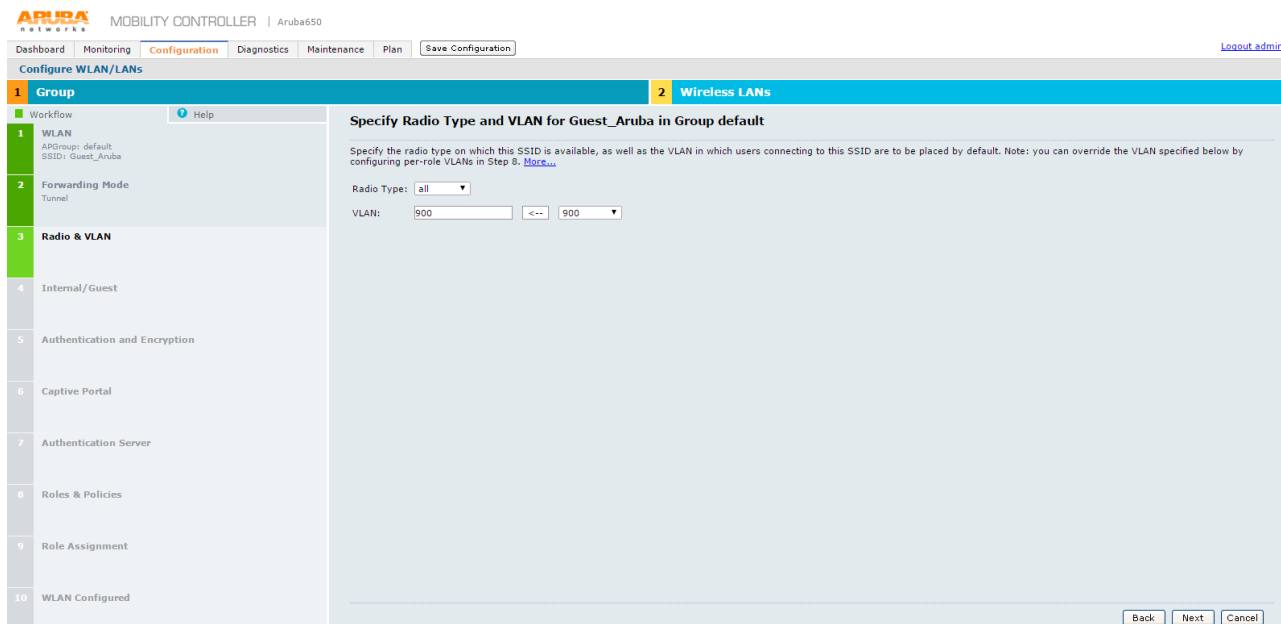 ARUBA networks MOBILITY CONTROLLER | Aruba650
Dashboard Monitoring Configuration Diagnostics Maintenance Plan Save Configuration Logout admin
Configure WLAN/LANs
1 Group 2 Wireless LANs
Workflow ? Help
1 WLAN
APGroup: default
SSID: Guest_Aruba
2 Forwarding Mode
Tunnel
3 Radio & VLAN
4 Internal/Guest
5 Authentication and Encryption
6 Captive Portal
7 Authentication Server
8 Roles & Policies
9 Role Assignment
10 WLAN Configured
Specify Radio Type and VLAN for Guest_Aruba in Group default
Specify the radio type on which this SSID is available, as well as the VLAN in which users connecting to this SSID are to be placed by default. Note: you can override the VLAN specified below by
configuring per-role VLANs in Step 8. More...
Radio Type: all
VLAN: 900 <-- 900
Back Next Cancel